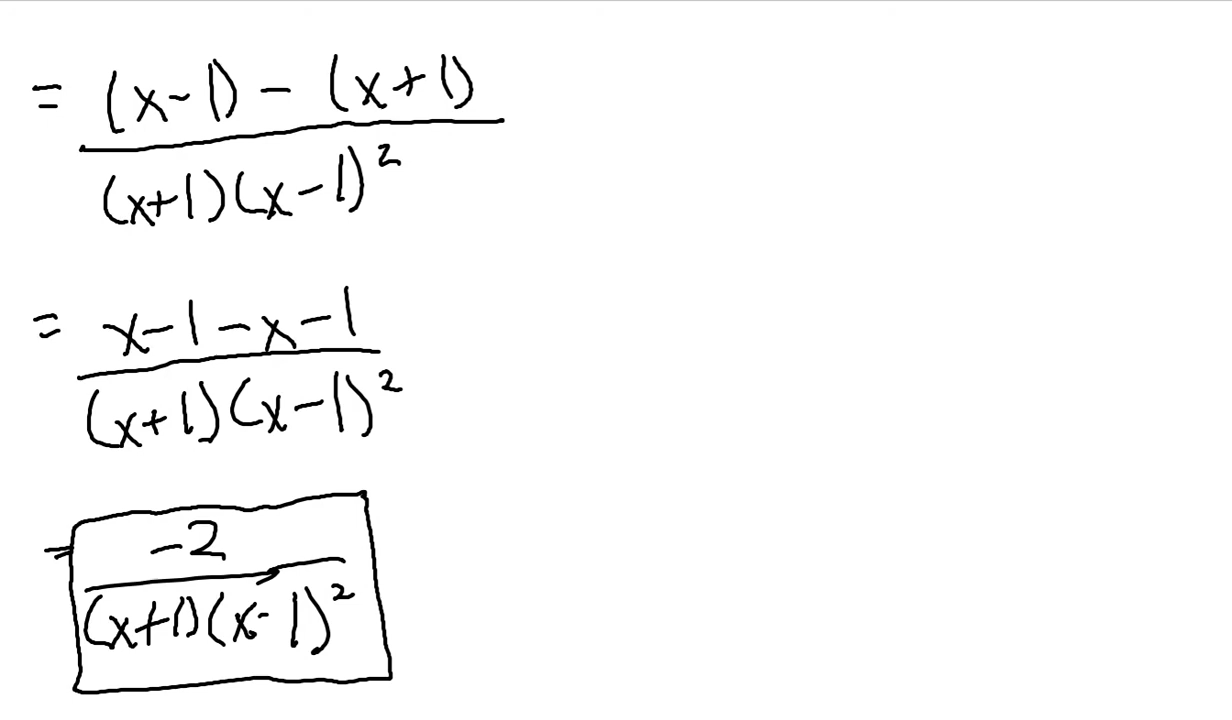 = (x-1) - (x+1)
(x+1)(x-1)²
= x-1-x-1
(x+1)(x-1)²
= -2
(x+1)(x-1)²